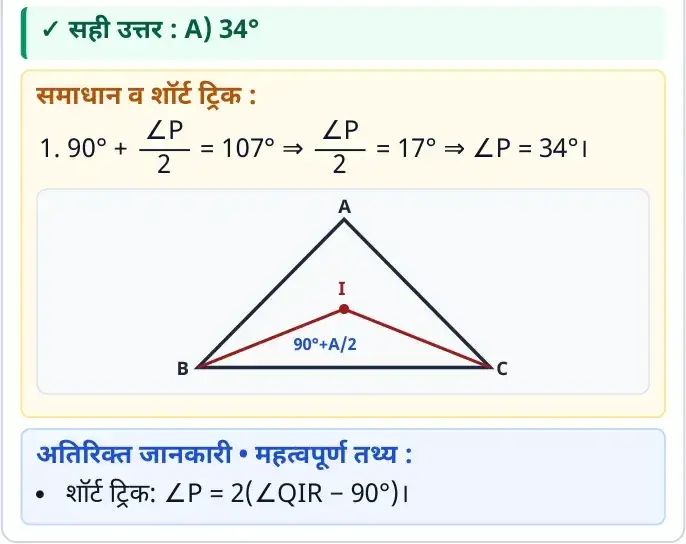 ✓ सही उत्तर : A) 34°
समाधान व शॉर्ट ट्रिक :
1. 90° + ∠P/2 = 107° ⇒ ∠P/2 = 17° ⇒ ∠P = 34°।
A
I
90°+A/2
B C
अतिरिक्त जानकारी • महत्वपूर्ण तथ्य :
• शॉर्ट ट्रिक: ∠P = 2(∠QIR – 90°)।